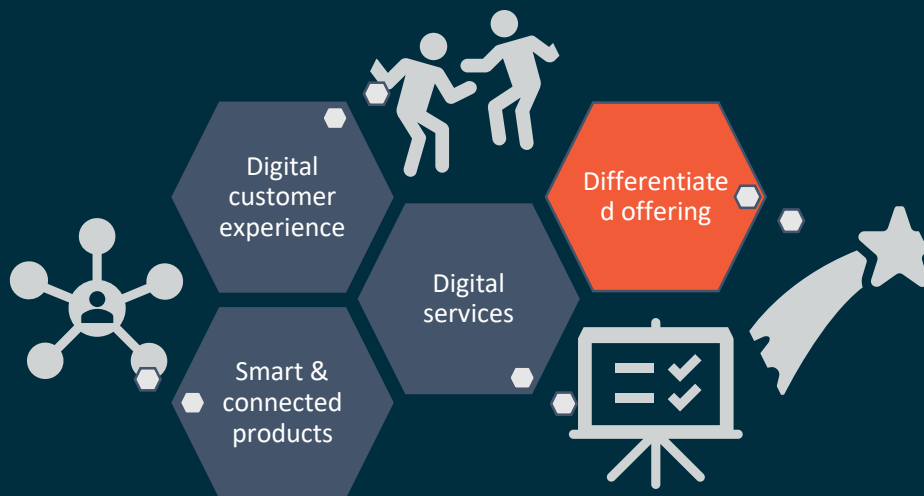 Digital
customer
experience
Differentiate
d offering
Digital
services
Smart &
connected
products